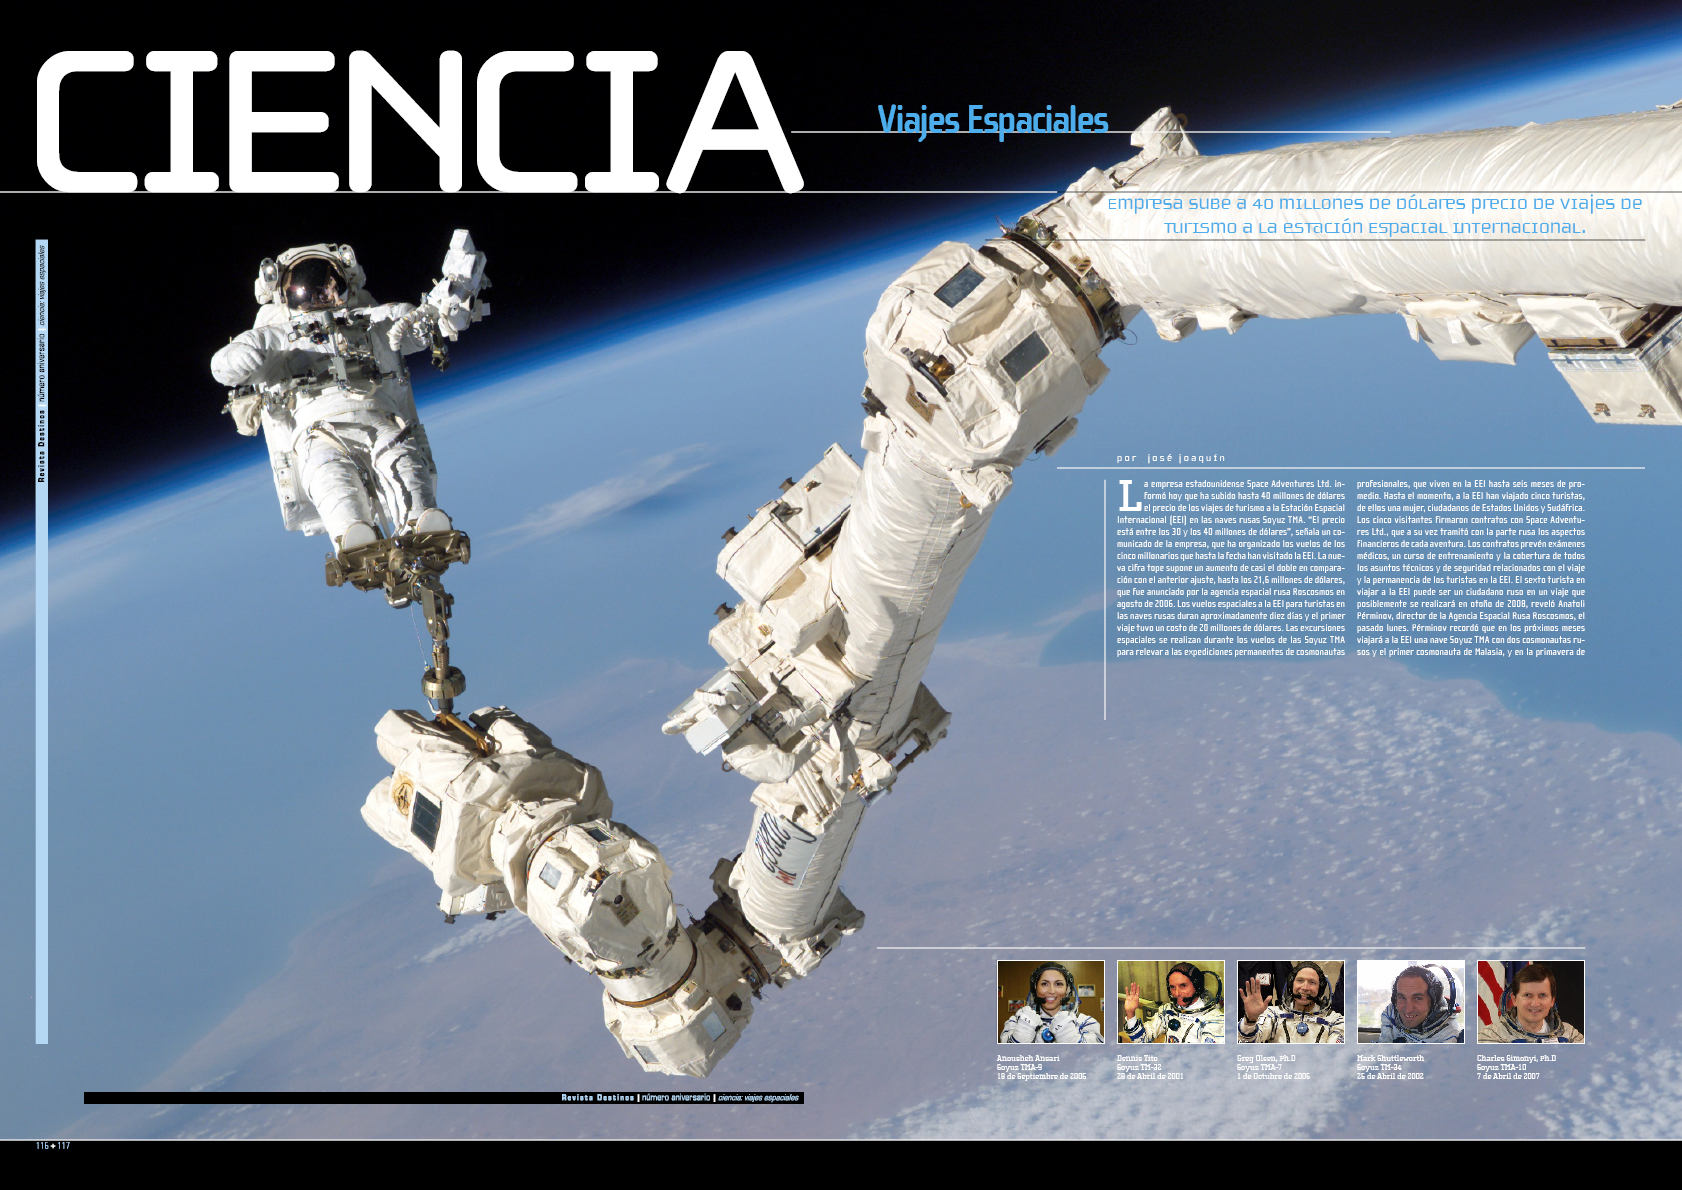 CIENCIA
Viajes Espaciales
Empresa sube a 40 millones de dólares precio de viajes de
turismo a la estación espacial internacional.
Revista Destinos | número aniversario | ciencia: viajes espaciales
por josé joaquín
La empresa estadounidense Space Adventures Ltd. in-
formó hoy que ha subido hasta 40 millones de dólares
el precio de los viajes de turismo a la Estación Espacial
Internacional (EEI) en las naves rusas Soyuz TMA. "El precio
está entre los 30 y los 40 millones de dólares", señala un co-
municado de la empresa, que ha organizado los vuelos de los
cinco millonarios que hasta la fecha han visitado la EEI. La nue-
va cifra tope supone un aumento de casi el doble en compara-
ción con el anterior ajuste, hasta los 21,6 millones de dólares,
que fue anunciado por la agencia espacial rusa Roscosmos en
agosto de 2006. Los vuelos espaciales a la EEI para turistas en
las naves rusas duran aproximadamente diez días y el primer
viaje tuvo un costo de 20 millones de dólares. Las excursiones
espaciales se realizan durante los vuelos de las Soyuz TMA
para relevar a las expediciones permanentes de cosmonautas
profesionales, que viven en la EEI hasta seis meses de pro-
medio. Hasta el momento, a la EEI han viajado cinco turistas,
de ellos una mujer, ciudadanos de Estados Unidos y Sudáfrica.
Los cinco visitantes firmaron contratos con Space Adventu-
res Ltd., que a su vez tramitó con la parte rusa los aspectos
financieros de cada aventura. Los contratos prevén exámenes
médicos, un curso de entrenamiento y la cobertura de todos
los asuntos técnicos y de seguridad relacionados con el viaje
y la permanencia de los turistas en la EEI. El sexto turista en
viajar a la EEI puede ser un ciudadano ruso en un viaje que
posiblemente se realizará en otoño de 2008, reveló Anatoli
Pérminov, director de la Agencia Espacial Rusa Roscosmos, el
pasado lunes. Pérminov recordó que en los próximos meses
viajará a la EEI una nave Soyuz TMA con dos cosmonautas ru-
sos y el primer cosmonauta de Malasia, y en la primavera de
Anousheh Ansari
Soyuz TMA-9
18 de Septiembre de 2006
Dennis Tito
Soyuz TM-32
28 de Abril de 2001
Greg Olsen, Ph.D
Soyuz TMA-7
1 de Octubre de 2005
Mark Shuttleworth
Soyuz TM-34
25 de Abril de 2002
Charles Simonyi, Ph.D
Soyuz TMA-10
7 de Abril de 2007
Revista Destinos | número aniversario | ciencia: viajes espaciales
116+117